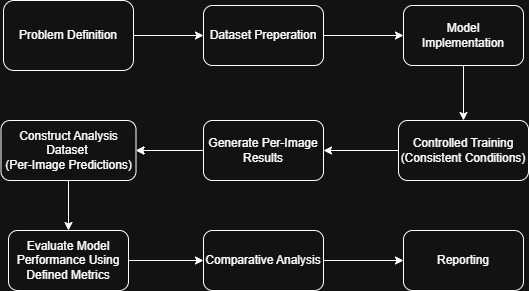 Problem Definition
Dataset Preperation
Model
Implementation
Controlled Training
(Consistent Conditions)
Generate Per-Image
Results
Construct Analysis
Dataset
(Per-Image Predictions)
Evaluate Model
Performance Using
Defined Metrics
Comparative Analysis
Reporting